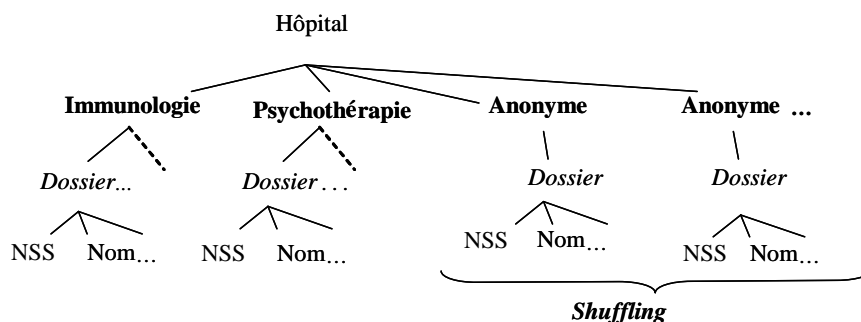 Hôpital
Immunologie Psychothérapie Anonyme Anonyme ...
Dossier... Dossier ... Dossier Dossier
NSS Nom... NSS Nom... NSS Nom... NSS Nom...
Shuffling